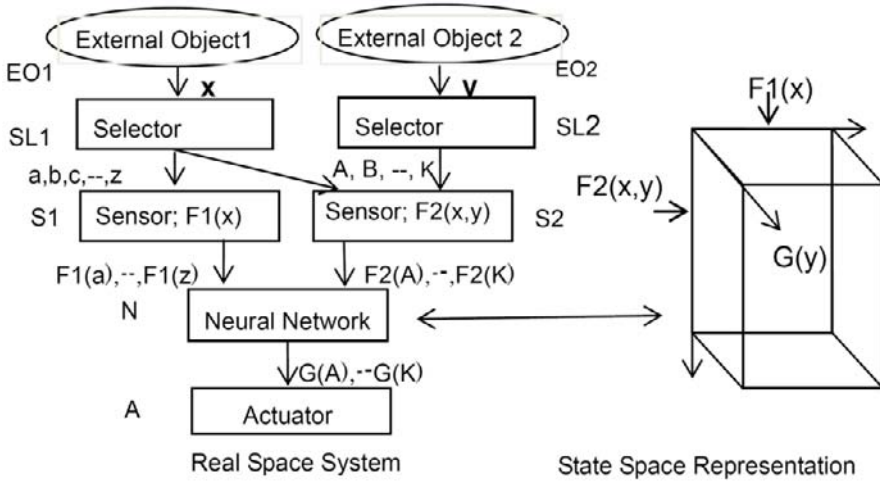 External Object1
External Object 2
EO1
EO2
x
V
SL1
Selector
Selector
SL2
a,b,c,--,z
A, B, --, K
S1
Sensor; F1(x)
Sensor; F2(x,y)
S2
F1(a),--,F1(z)
F2(A),--,F2(K)
N
Neural Network
G(A),--G(K)
A
Actuator
Real Space System
F1(x)
F2(x,y)
G(y)
State Space Representation